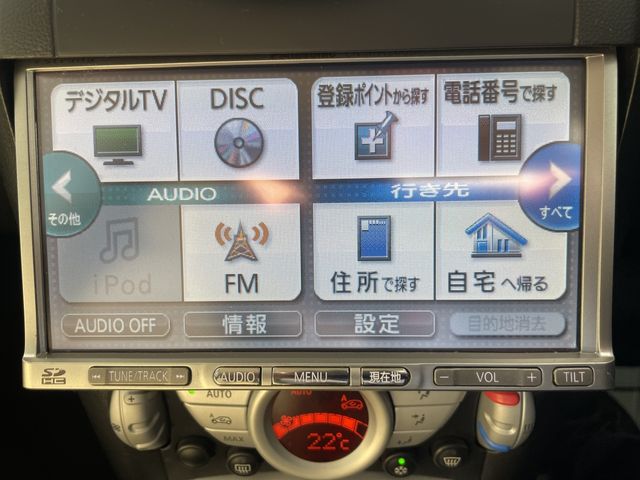 デジタルTV
DISC
登録ポイントから探す
電話番号で探す
その他
AUDIO
行き先
すべて
iPod
FM
住所で探す
自宅へ帰る
AUDIO OFF
情報
設定
目的地消去
SD HC
TUNE/TRACK
AUDIO
MENU
現在地
− VOL +
TILT
AUTO
AUTO
MAX
22℃